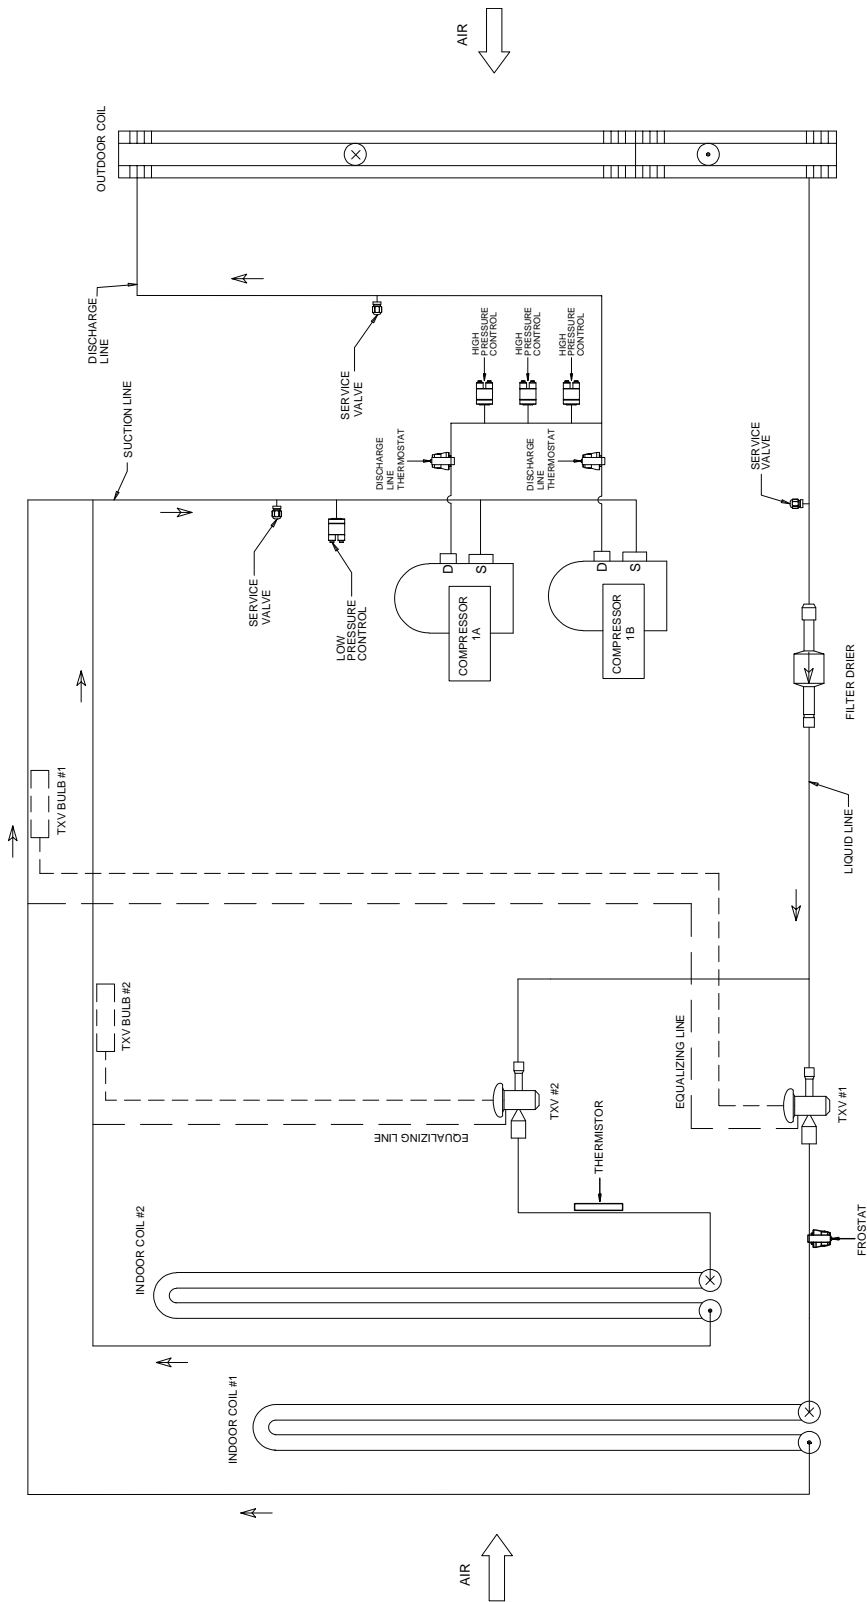 AIR
OUTDOOR COIL
DISCHARGE
LINE
SUCTION LINE
SERVICE
VALVE
HIGH
PRESSURE
CONTROL
HIGH
PRESSURE
CONTROL
HIGH
PRESSURE
CONTROL
DISCHARGE
LINE
THERMOSTAT
DISCHARGE
LINE
THERMOSTAT
SERVICE
VALVE
SERVICE
VALVE
LOW
PRESSURE
CONTROL
D
S
COMPRESSOR
1A
D
S
COMPRESSOR
1B
FILTER DRIER
LIQUID LINE
TXV BULB #1
TXV BULB #2
EQUALIZING LINE
TXV #2
EQUALIZING LINE
TXV #1
THERMISTOR
FROSTAT
INDOOR COIL #2
INDOOR COIL #1
AIR